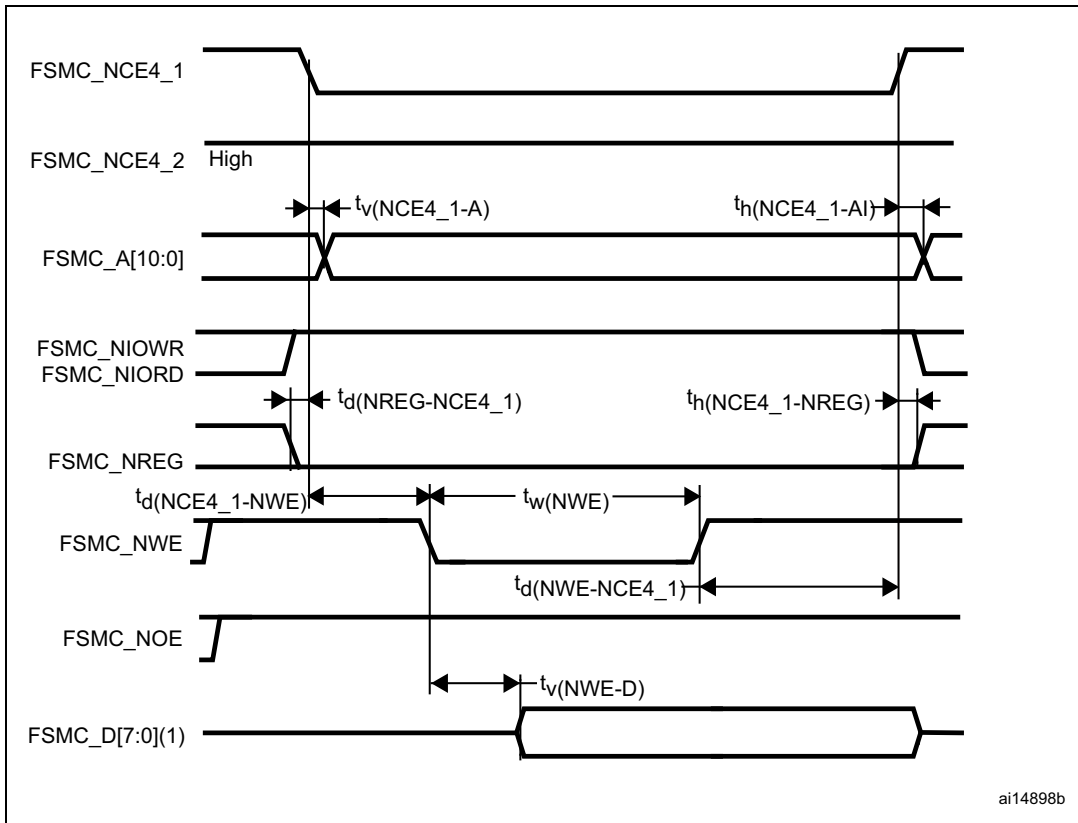 FSMC_NCE4_1
FSMC_NCE4_2 High
tv(NCE4_1-A) th(NCE4_1-AI)
FSMC_A[10:0]
FSMC_NIOWR
FSMC_NIORD
td(NREG-NCE4_1) th(NCE4_1-NREG)
FSMC_NREG
td(NCE4_1-NWE) tw(NWE)
FSMC_NWE
td(NWE-NCE4_1)
FSMC_NOE
tv(NWE-D)
FSMC_D[7:0](1)
ai14898b